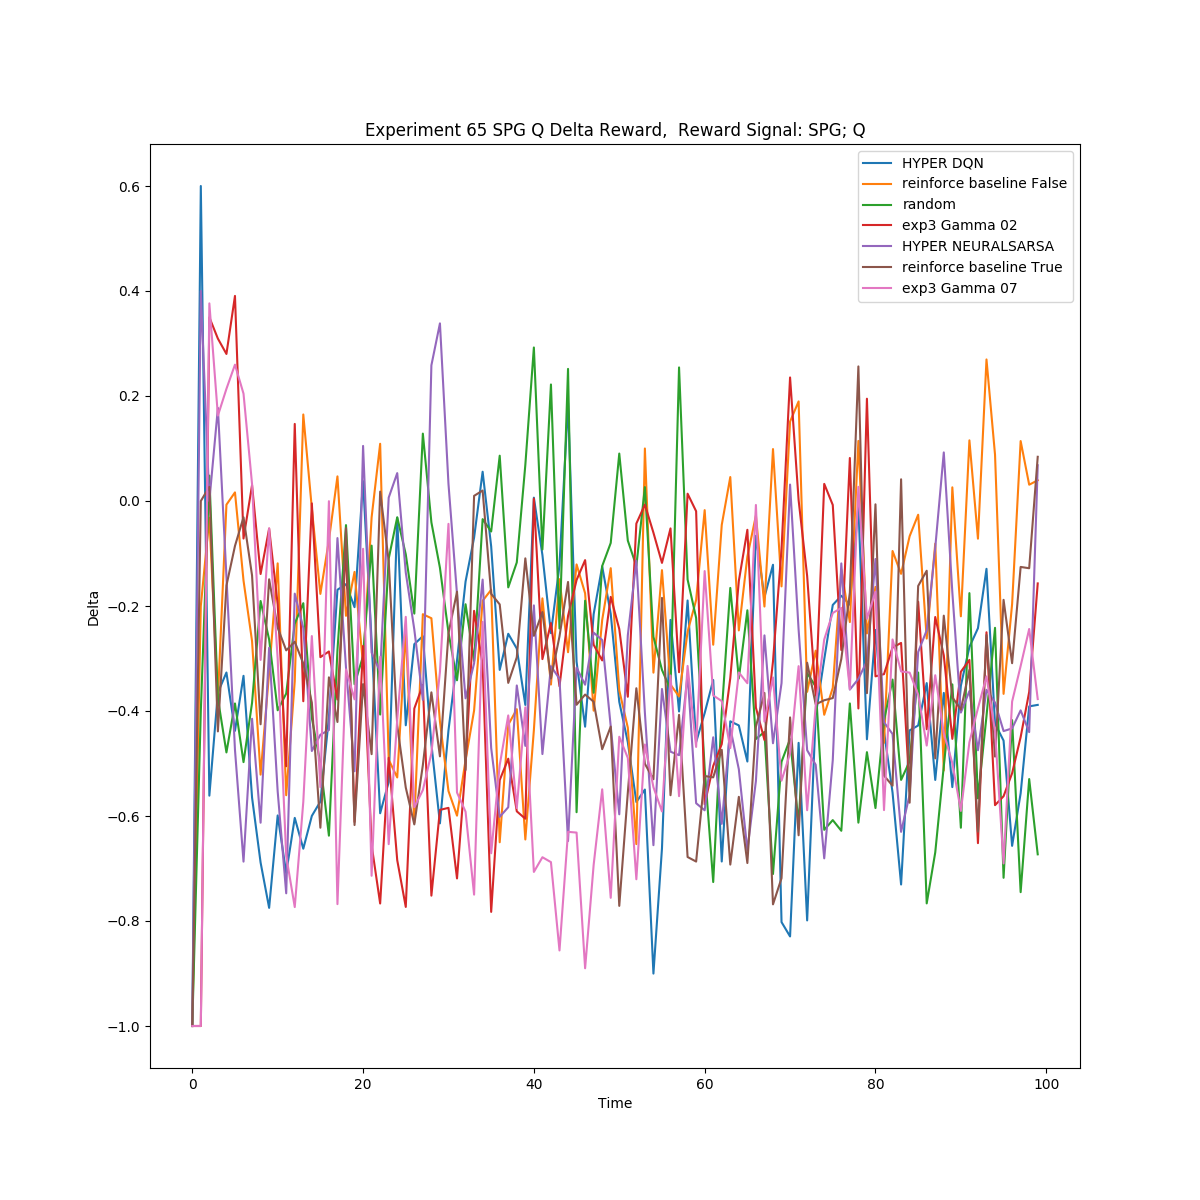 Experiment 65 SPG Q Delta Reward,  Reward Signal: SPG; Q
HYPER DQN
reinforce baseline False
random
exp3 Gamma 02
HYPER NEURALSARSA
reinforce baseline True
exp3 Gamma 07
Delta
0.6
0.4
0.2
0.0
−0.2
−0.4
−0.6
−0.8
−1.0
0 20 40 60 80 100
Time